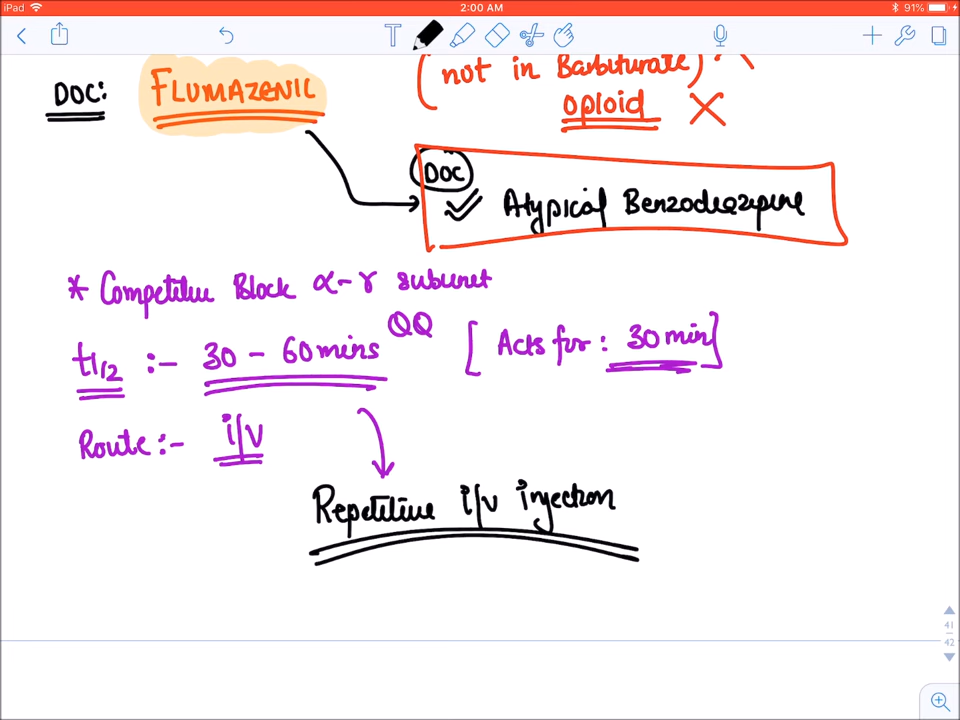 iPad
2:00 AM
91%
T
(not in Barbiturate) X
DOC: FLUMAZENIL
opioid X
DOC
Atypical Benzodiazepine
* Competitive Block α-γ subunit
t1/2 :- 30 - 60 mins QQ [Acts for: 30 min]
Route :- i/v
Repetitive i/v injection
41
42